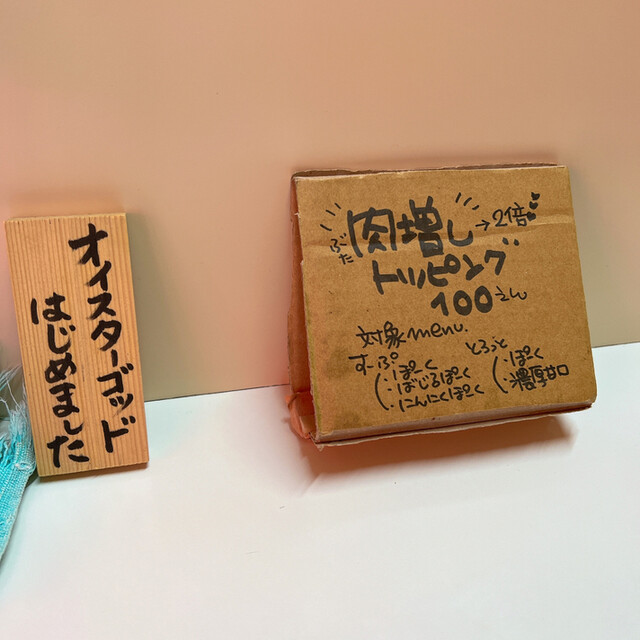 オイスターゴッド
はじめました
ぶた肉増し→2倍
トッピング
100えん
対象menu.
すーぷ
・ぽーく
・ばじるぽーく
・にんにくぽーく
とろっと
・ぽーく
・濃厚甘口